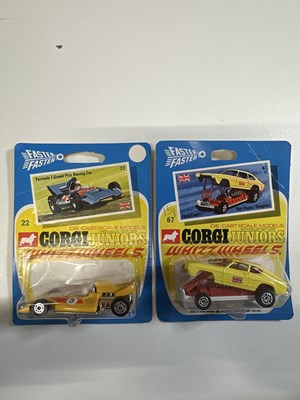 FASTER
FASTER
Formula 1 Grand Prix Racing Car
22
22
DIE CAST SCALE MODELS
CORGI JUNIORS
WHIZZWHEELS
FASTER
FASTER
67
DIE CAST SCALE MODELS
CORGI JUNIORS
WHIZZWHEELS